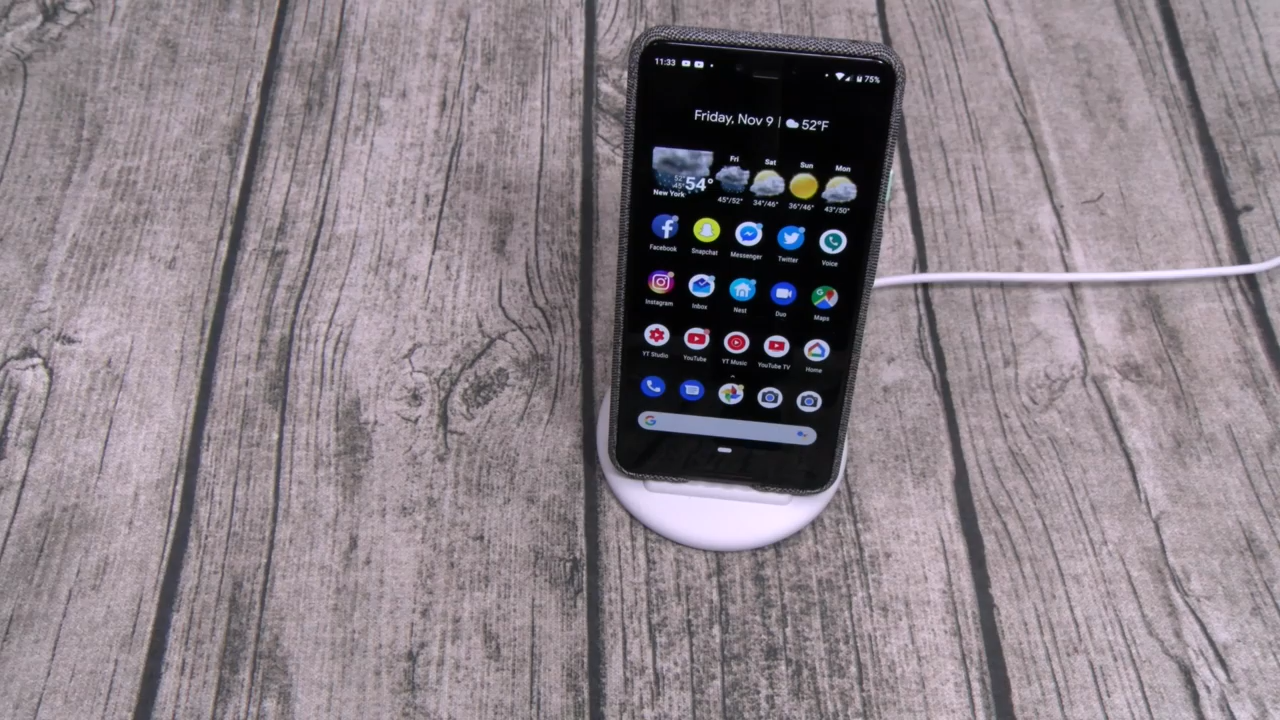 11:33 75%
Friday, Nov 9 | 52°F
Fri Sat Sun Mon
52°
45° 54°
New York 45°/52° 34°/46° 36°/46° 43°/50°
Facebook Snapchat Messenger Twitter Voice
Instagram Inbox Nest Duo Maps
YT Studio YouTube YT Music YouTube TV Home
G